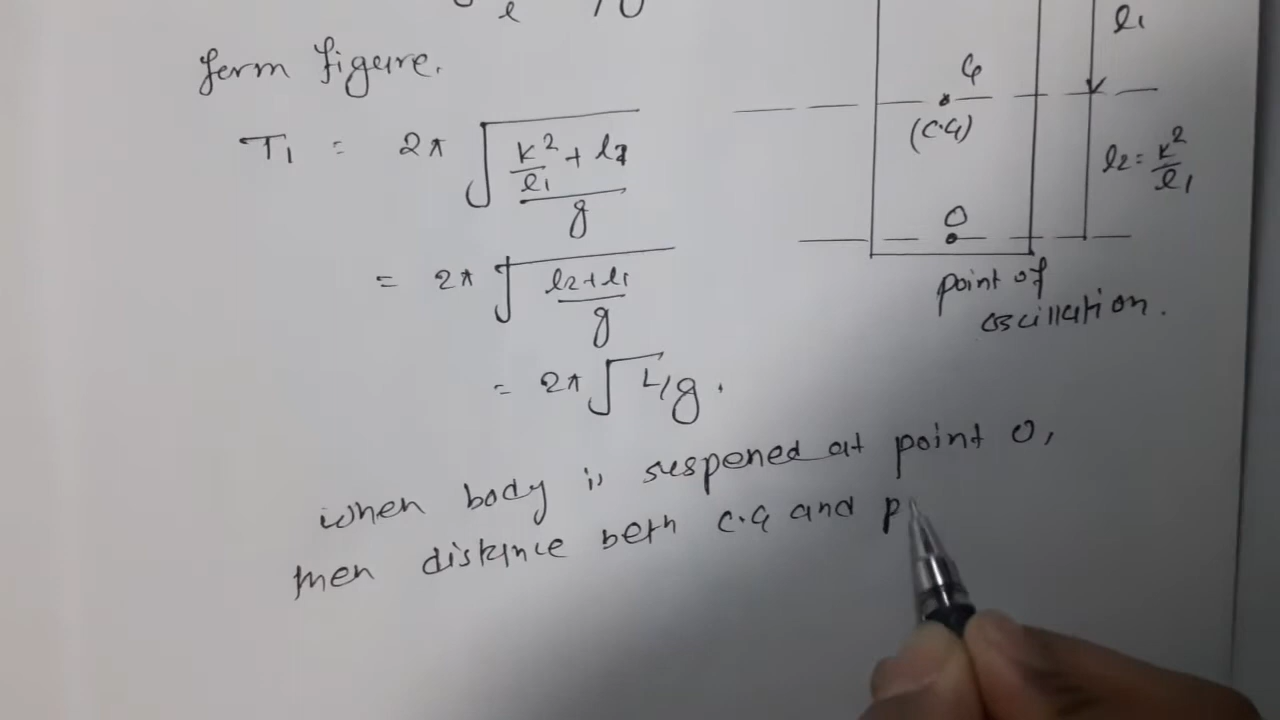 ferm figure.
T1 = 2π √((k²/l1 + l1)/g)
= 2π √((l2+l1)/g)
= 2π √L/g.
when body is suspened at point O,
then distance betn C.G and p
l1
G
(C.G)
l2 = k²/l1
O
point of
oscillation.